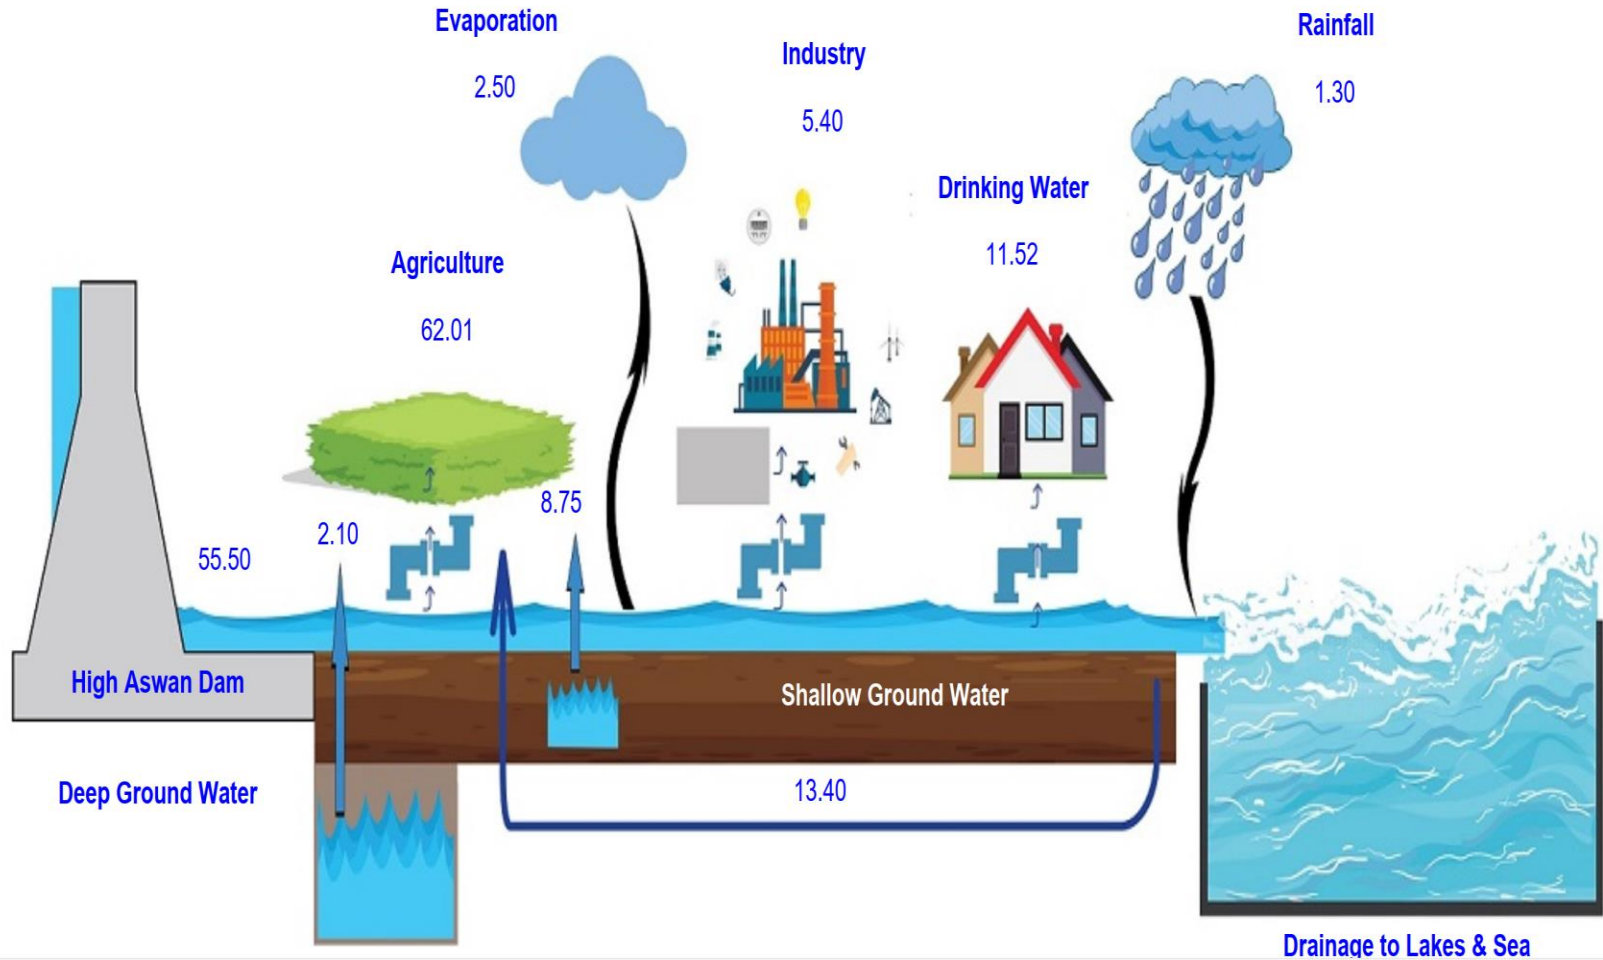 Evaporation
2.50
Industry
5.40
Rainfall
1.30
Drinking Water
11.52
Agriculture
62.01
8.75
2.10
55.50
High Aswan Dam
Shallow Ground Water
Deep Ground Water
13.40
Drainage to Lakes & Sea